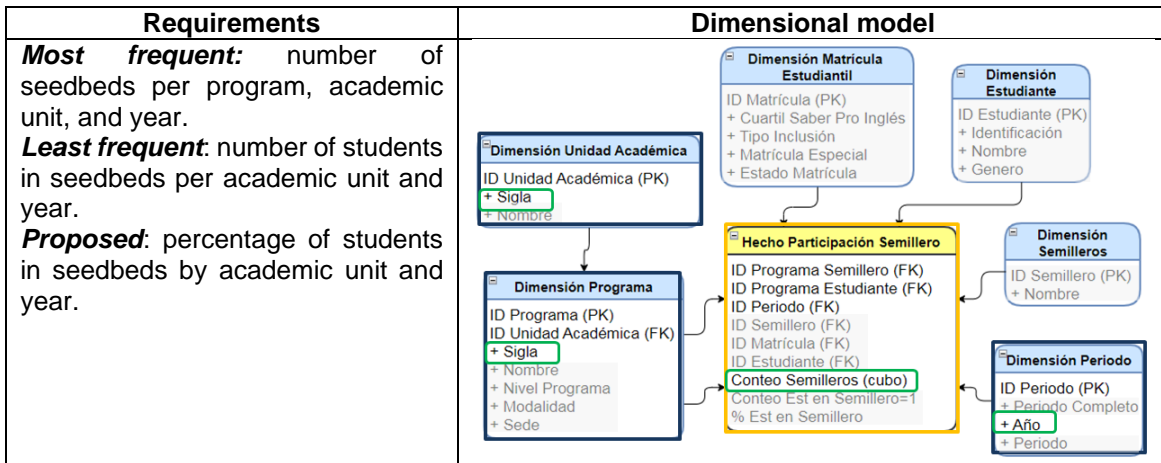 Requirements
Dimensional model
Most frequent: number of
seedbeds per program, academic
unit, and year.
Least frequent: number of students
in seedbeds per academic unit and
year.
Proposed: percentage of students
in seedbeds by academic unit and
year.
Dimensión Matrícula
Estudiantil
ID Matrícula (PK)
+ Cuartil Saber Pro Inglés
+ Tipo Inclusión
+ Matrícula Especial
+ Estado Matrícula
Dimensión
Estudiante
ID Estudiante (PK)
+ Identificación
+ Nombre
+ Genero
Dimensión Unidad Académica
ID Unidad Académica (PK)
+ Sigla
+ Nombre
Hecho Participación Semillero
ID Programa Semillero (FK)
ID Programa Estudiante (FK)
ID Periodo (FK)
ID Semillero (FK)
ID Matrícula (FK)
ID Estudiante (FK)
Conteo Semilleros (cubo)
Conteo Est en Semillero=1
% Est en Semillero
Dimensión
Semilleros
ID Semillero (PK)
+ Nombre
Dimensión Programa
ID Programa (PK)
ID Unidad Académica (FK)
+ Sigla
+ Nombre
+ Nivel Programa
+ Modalidad
+ Sede
Dimensión Periodo
ID Periodo (PK)
+ Periodo Completo
+ Año
+ Periodo